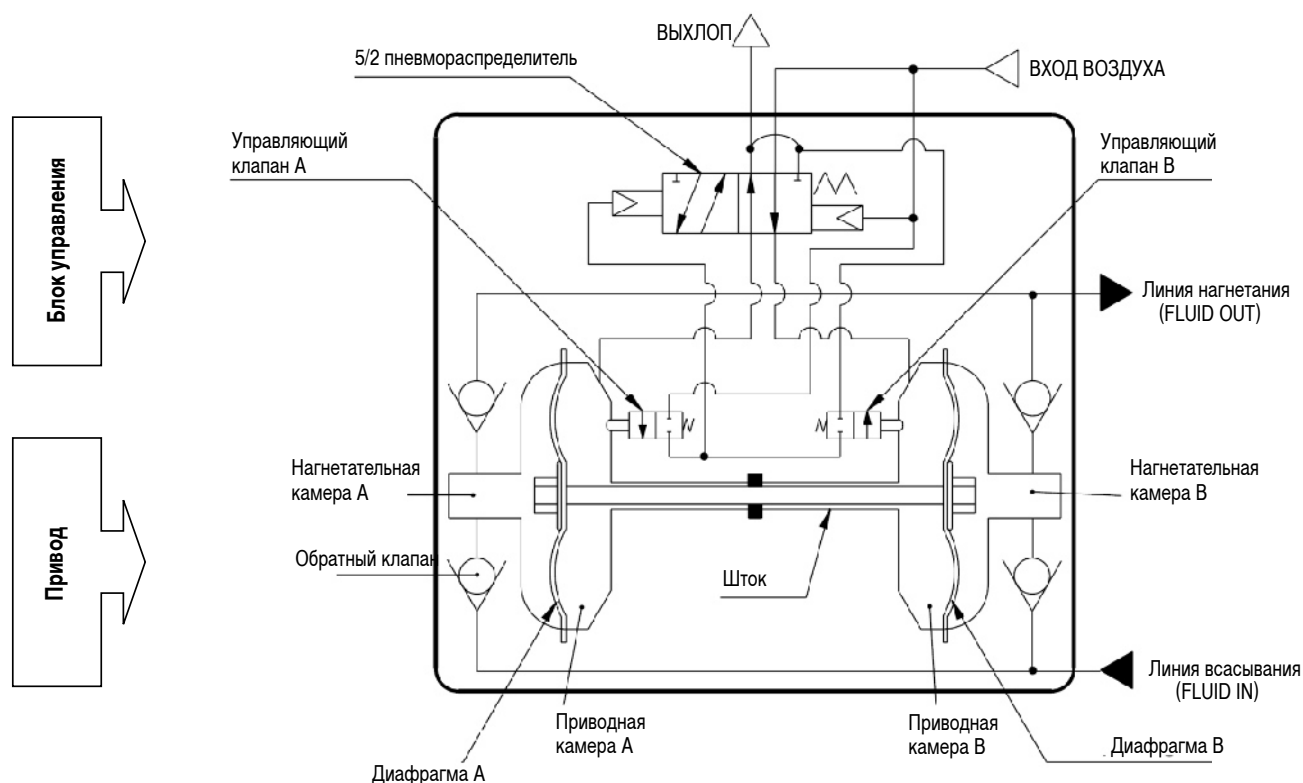 ВЫХЛОП
5/2 пневмораспределитель
ВХОД ВОЗДУХА
Управляющий
клапан А
Управляющий
клапан В
Блок управления
Линия нагнетания
(FLUID OUT)
Нагнетательная
камера А
Нагнетательная
камера В
Привод
Обратный клапан
Шток
Линия всасывания
(FLUID IN)
Приводная
камера А
Приводная
камера В
Диафрагма А
Диафрагма В